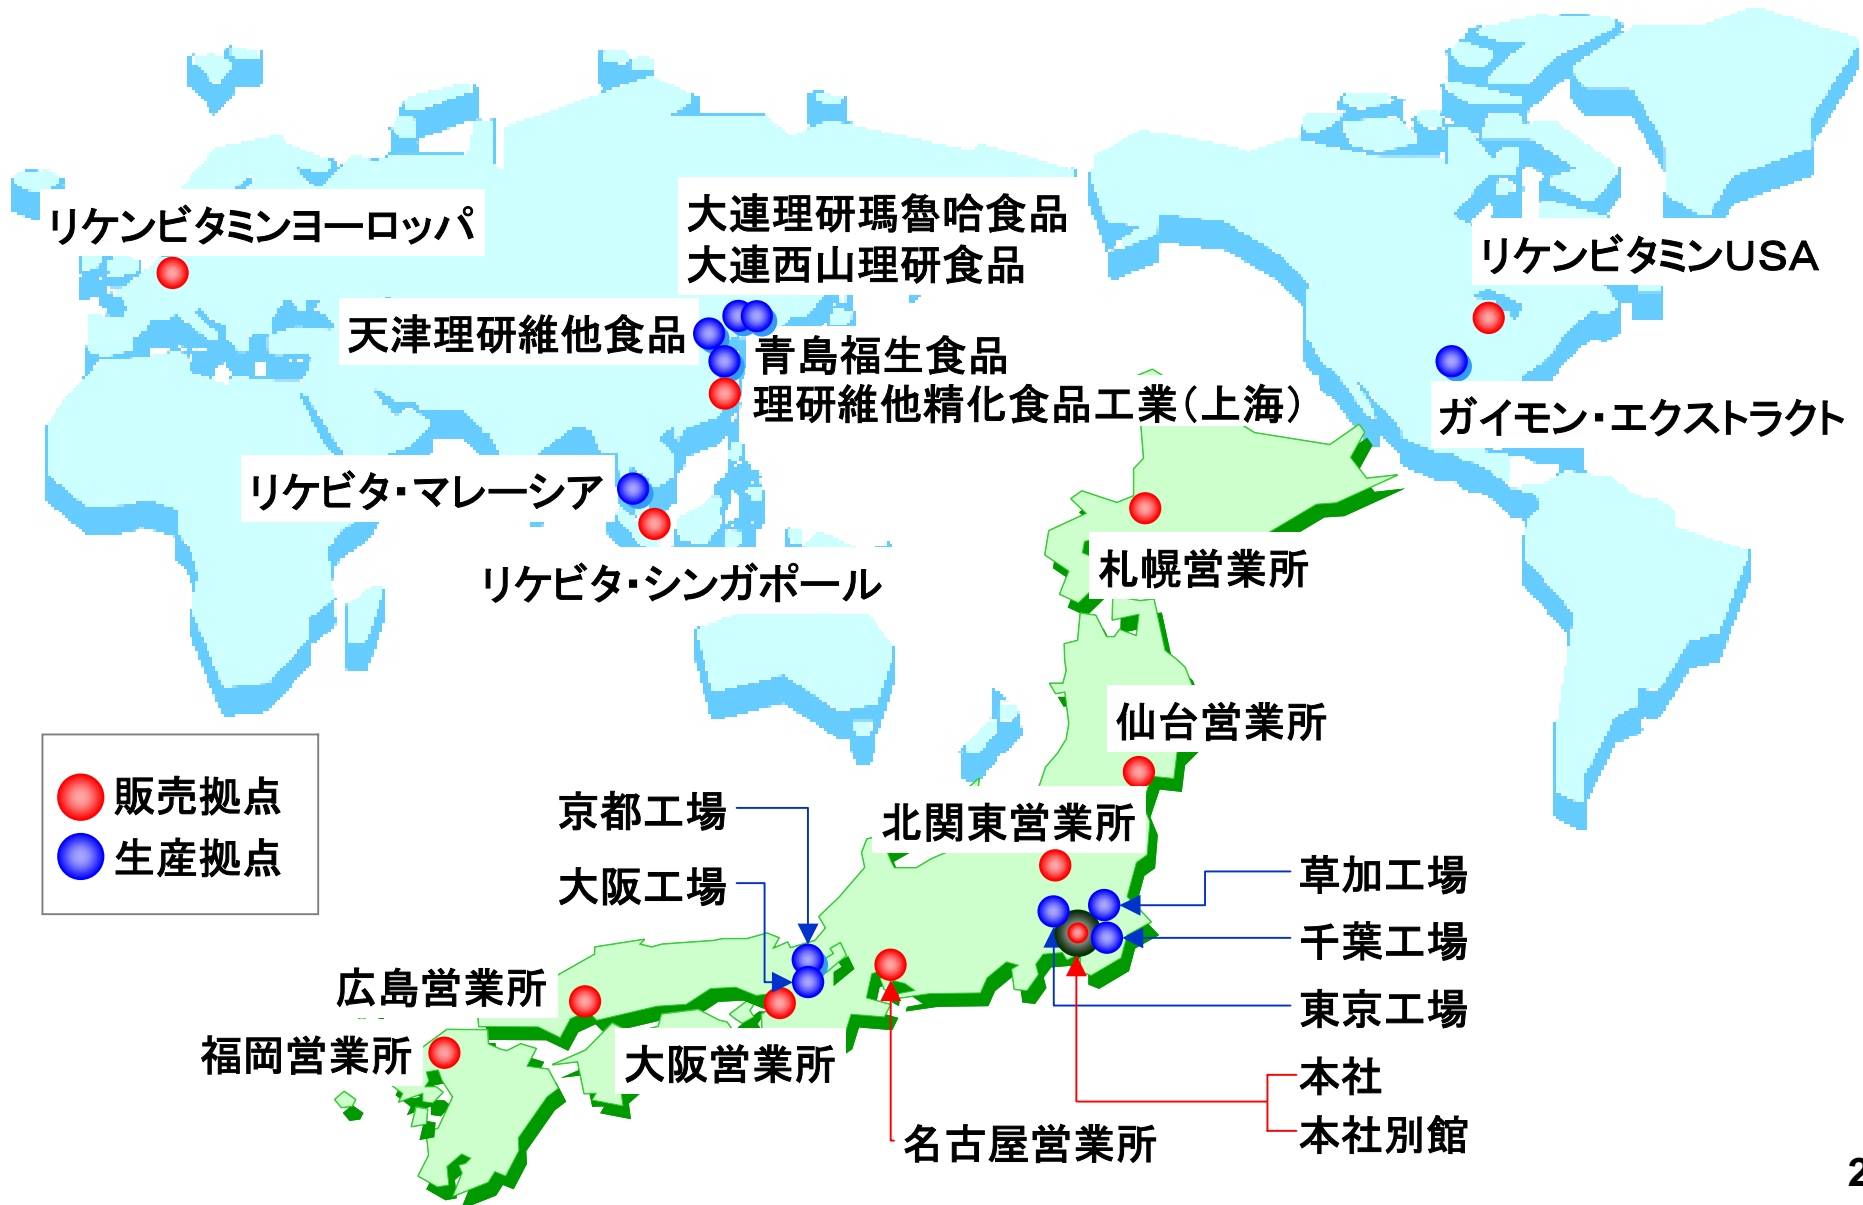 リケンビタミンヨーロッパ
大連理研瑪魯哈食品
大連西山理研食品
リケンビタミンUSA
天津理研維他食品
青島福生食品
理研維他精化食品工業(上海)
ガイモン・エクストラクト
リケビタ・マレーシア
リケビタ・シンガポール
札幌営業所
仙台営業所
販売拠点
生産拠点
京都工場
北関東営業所
大阪工場
草加工場
千葉工場
広島営業所
東京工場
福岡営業所
大阪営業所
本社
名古屋営業所
本社別館
2